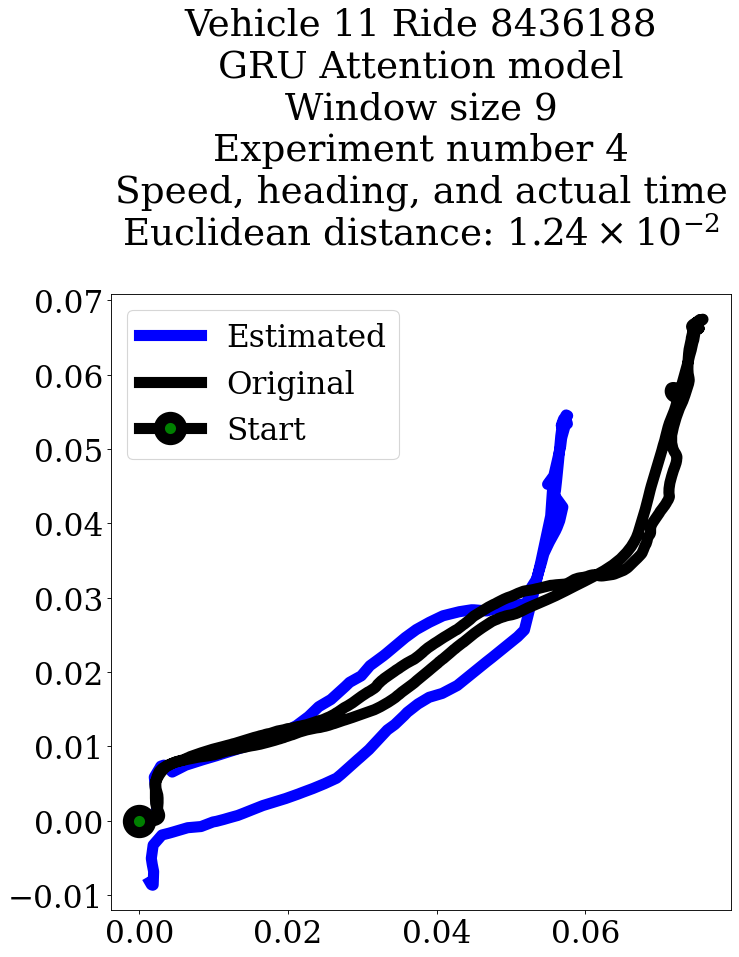 Vehicle 11 Ride 8436188
GRU Attention model
Window size 9
Experiment number 4
Speed, heading, and actual time
Euclidean distance: 1.24 × 10⁻²
Estimated
Original
Start
0.07
0.06
0.05
0.04
0.03
0.02
0.01
0.00
−0.01
0.00 0.02 0.04 0.06